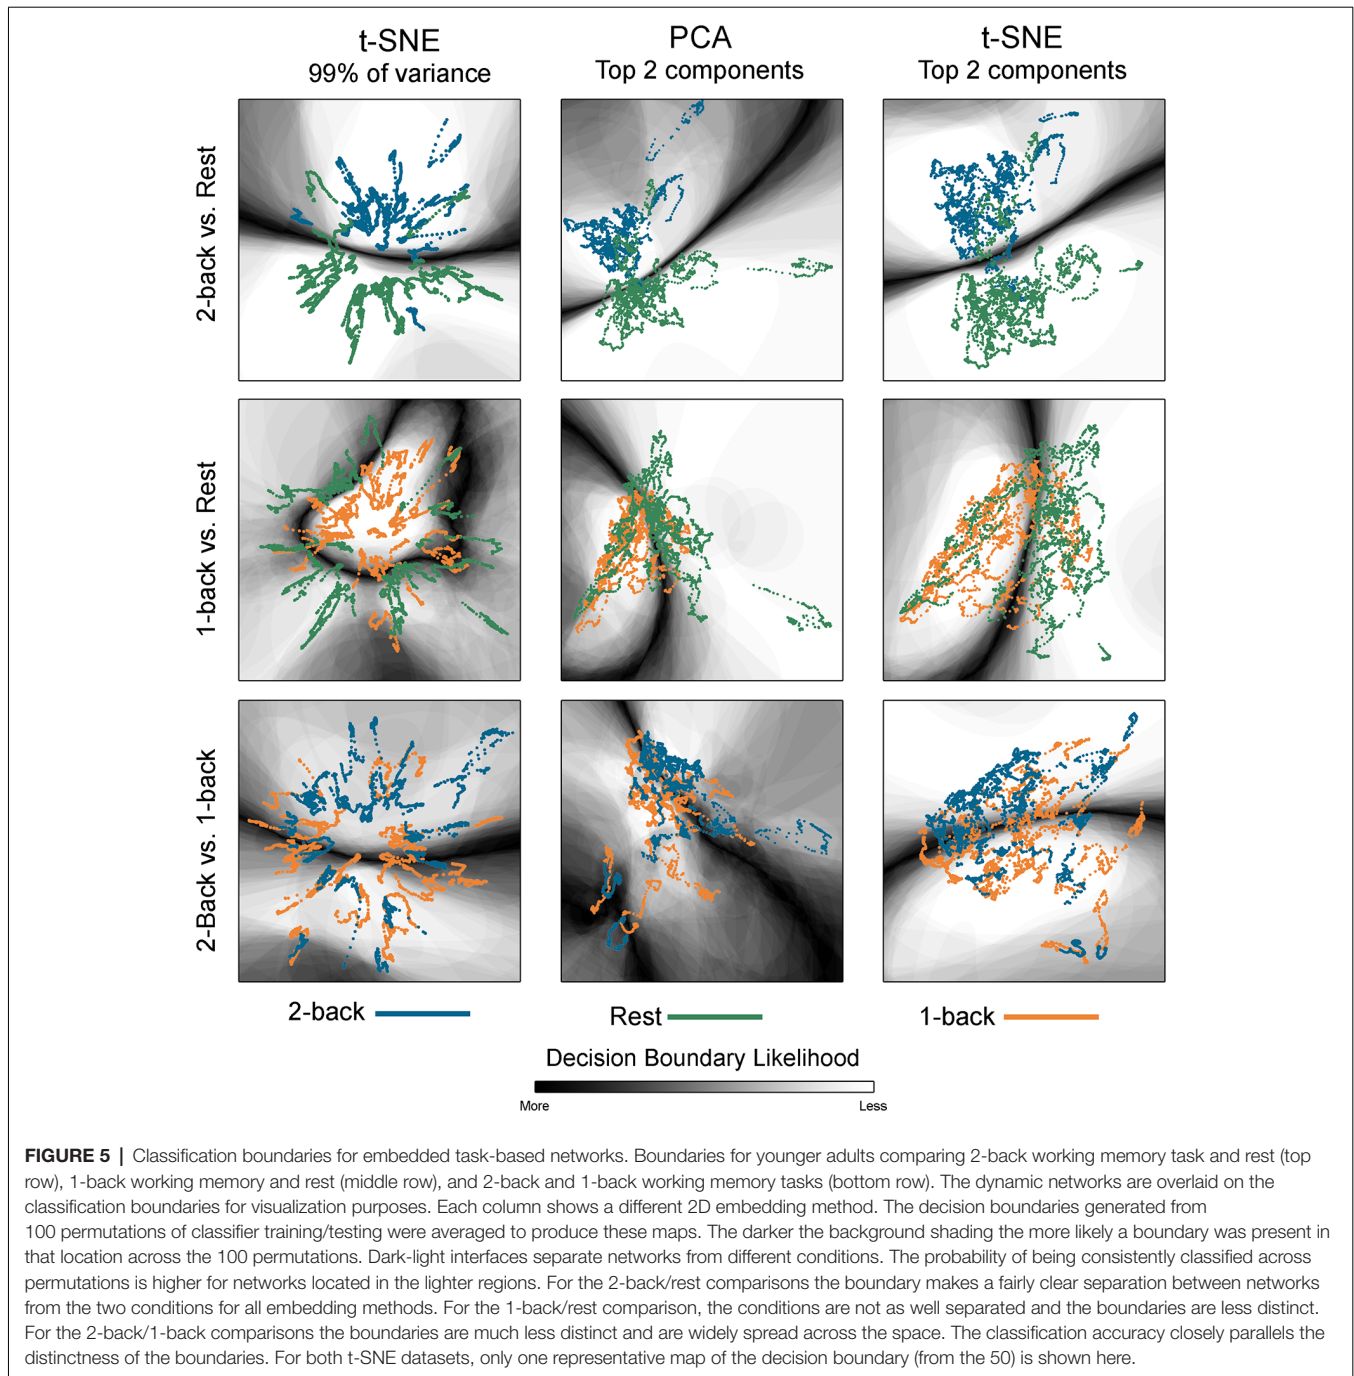 t-SNE
99% of variance
PCA
Top 2 components
t-SNE
Top 2 components
2-back vs. Rest
1-back vs. Rest
2-Back vs. 1-back
2-back
Rest
1-back
Decision Boundary Likelihood
More
Less
FIGURE 5 | Classification boundaries for embedded task-based networks. Boundaries for younger adults comparing 2-back working memory task and rest (top
row), 1-back working memory and rest (middle row), and 2-back and 1-back working memory tasks (bottom row). The dynamic networks are overlaid on the
classification boundaries for visualization purposes. Each column shows a different 2D embedding method. The decision boundaries generated from
100 permutations of classifier training/testing were averaged to produce these maps. The darker the background shading the more likely a boundary was present in
that location across the 100 permutations. Dark-light interfaces separate networks from different conditions. The probability of being consistently classified across
permutations is higher for networks located in the lighter regions. For the 2-back/rest comparisons the boundary makes a fairly clear separation between networks
from the two conditions for all embedding methods. For the 1-back/rest comparison, the conditions are not as well separated and the boundaries are less distinct.
For the 2-back/1-back comparisons the boundaries are much less distinct and are widely spread across the space. The classification accuracy closely parallels the
distinctness of the boundaries. For both t-SNE datasets, only one representative map of the decision boundary (from the 50) is shown here.